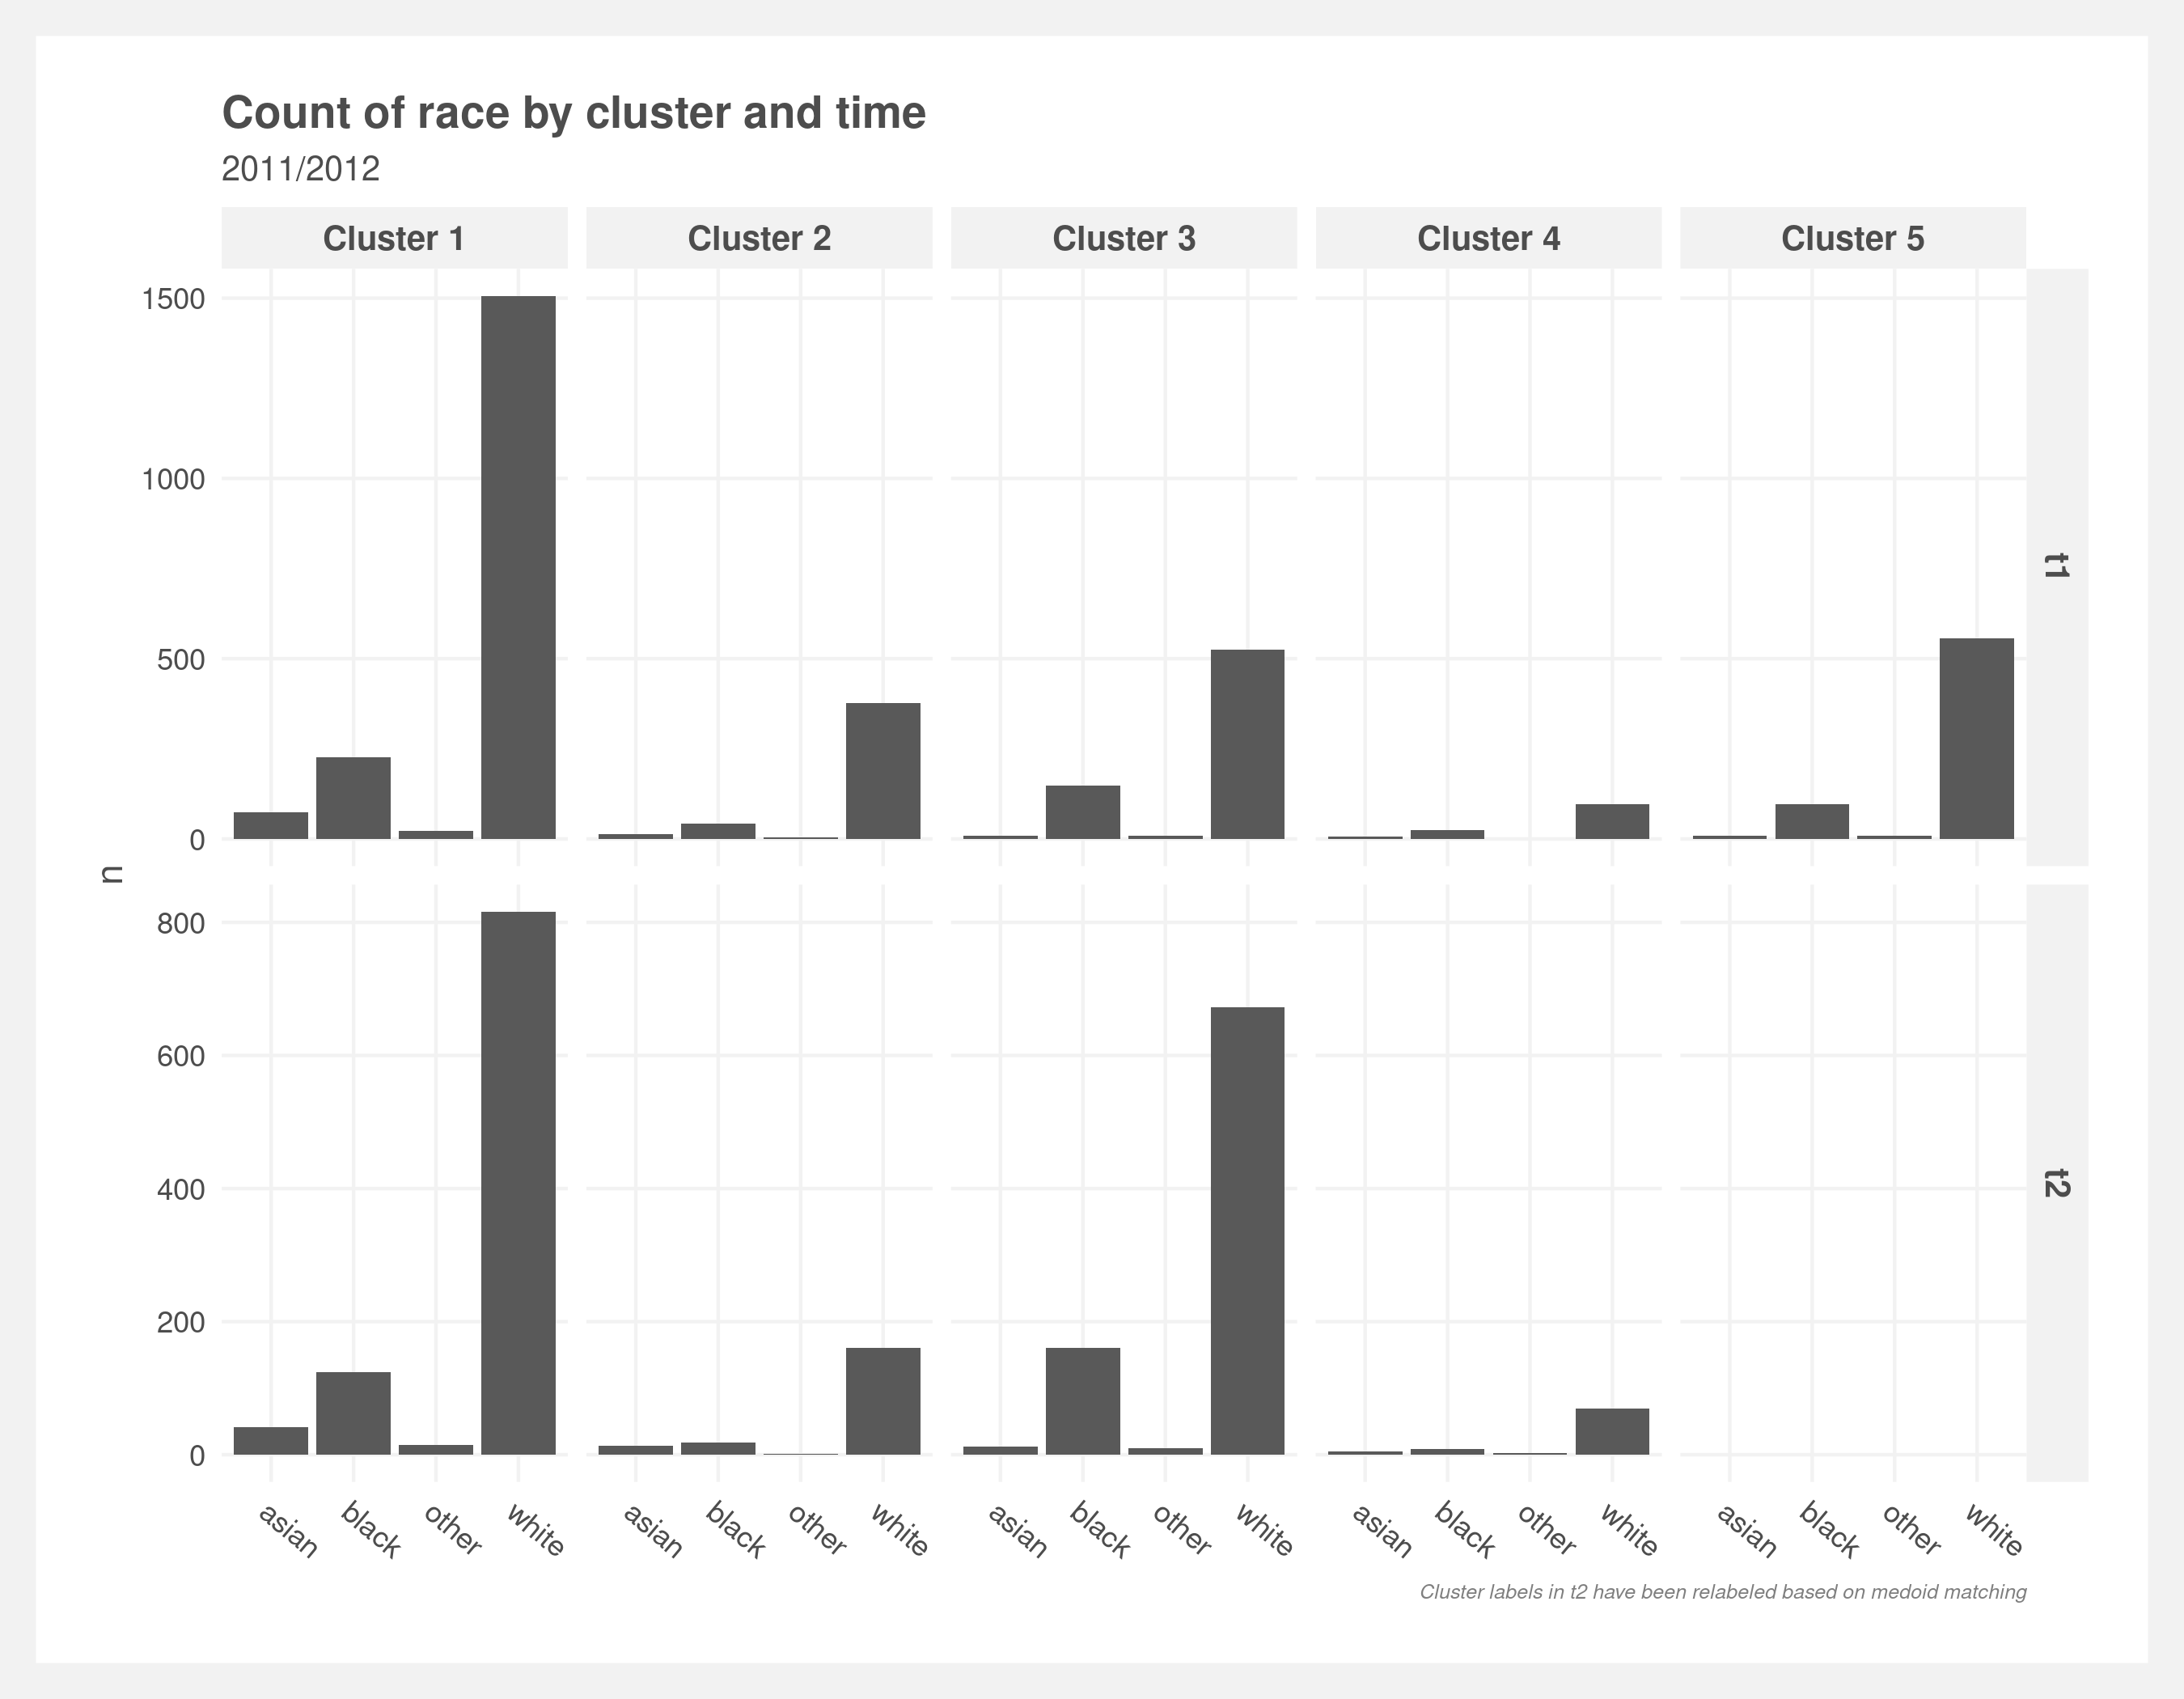 Count of race by cluster and time
2011/2012
Cluster 1 Cluster 2 Cluster 3 Cluster 4 Cluster 5
1500
1000
500
0
t1
n
800
600
400
200
0
t2
asian black other white asian black other white asian black other white asian black other white asian black other white
Cluster labels in t2 have been relabeled based on medoid matching